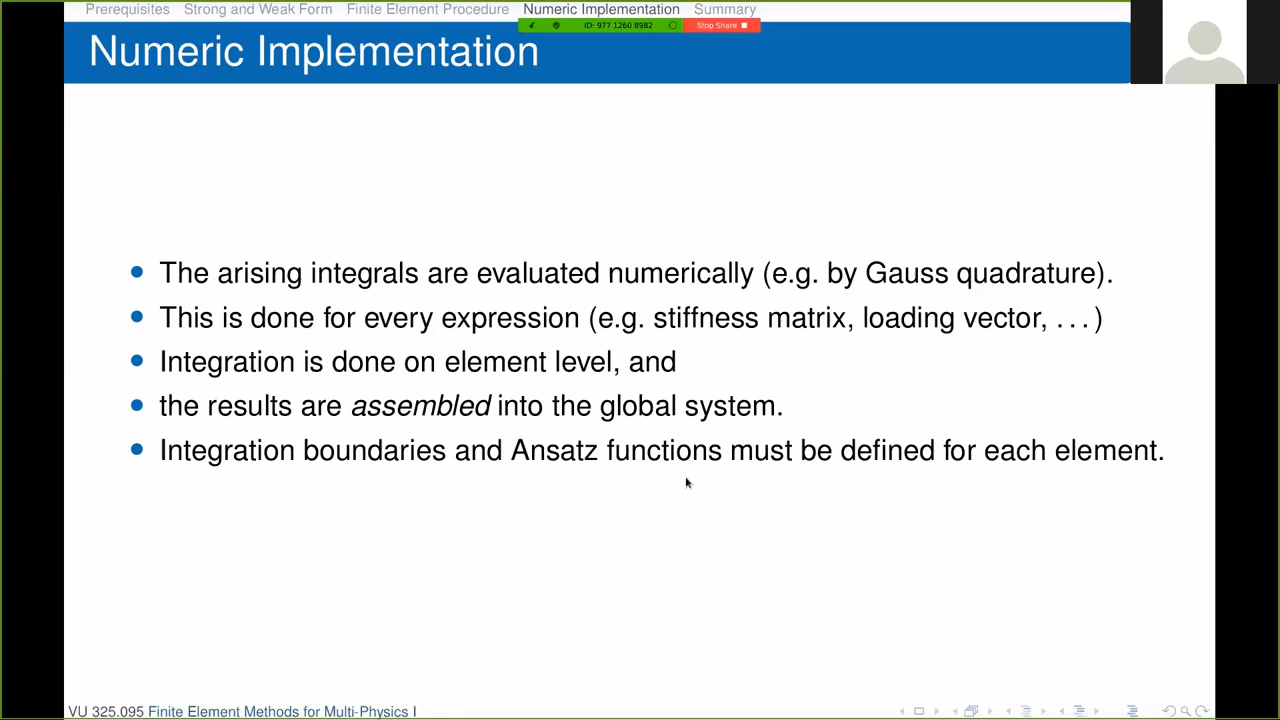 Prerequisites Strong and Weak Form Finite Element Procedure Numeric Implementation Summary
ID: 977 1260 8982 Stop Share
Numeric Implementation
The arising integrals are evaluated numerically (e.g. by Gauss quadrature).
This is done for every expression (e.g. stiffness matrix, loading vector, . . . )
Integration is done on element level, and
the results are assembled into the global system.
Integration boundaries and Ansatz functions must be defined for each element.
VU 325.095 Finite Element Methods for Multi-Physics I